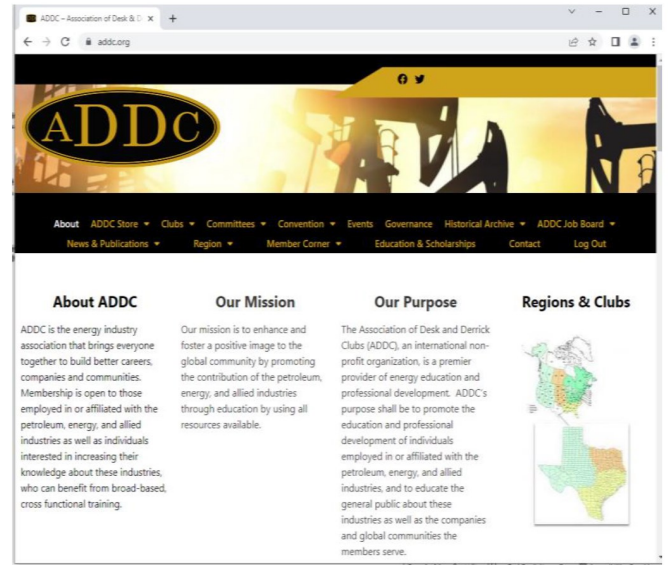 ADDC – Association of Desk & D
addc.org
ADDC
About ADDC Store Clubs Committees Convention Events Governance Historical Archive ADDC Job Board
News & Publications Region Member Corner Education & Scholarships Contact Log Out
About ADDC
ADDC is the energy industry
association that brings everyone
together to build better careers,
companies and communities.
Membership is open to those
employed in or affiliated with the
petroleum, energy, and allied
industries as well as individuals
interested in increasing their
knowledge about these industries,
who can benefit from broad-based,
cross functional training.
Our Mission
Our mission is to enhance and
foster a positive image to the
global community by promoting
the contribution of the petroleum,
energy, and allied industries
through education by using all
resources available.
Our Purpose
The Association of Desk and Derrick
Clubs (ADDC), an international non-
profit organization, is a premier
provider of energy education and
professional development. ADDC's
purpose shall be to promote the
education and professional
development of individuals
employed in or affiliated with the
petroleum, energy, and allied
industries, and to educate the
general public about these
industries as well as the companies
and global communities the
members serve.
Regions & Clubs